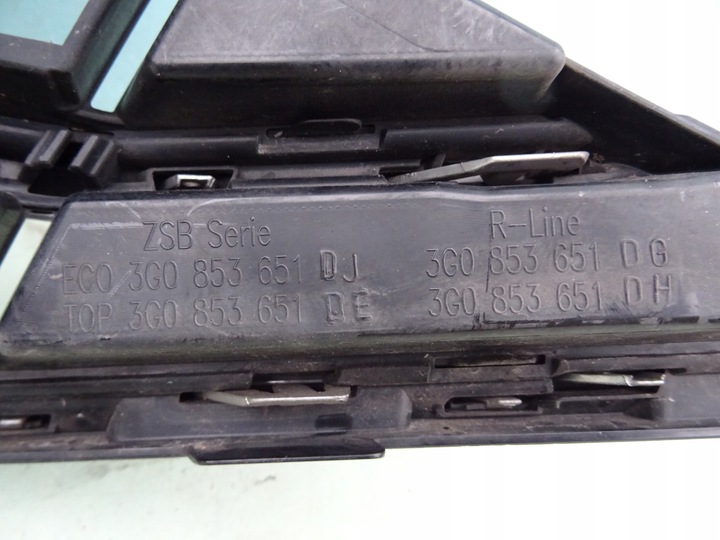 ZSB Serie R-Line
ECO 3G0 853 651 DJ 3G0 853 651 DG
TOP 3G0 853 651 DE 3G0 853 651 DH